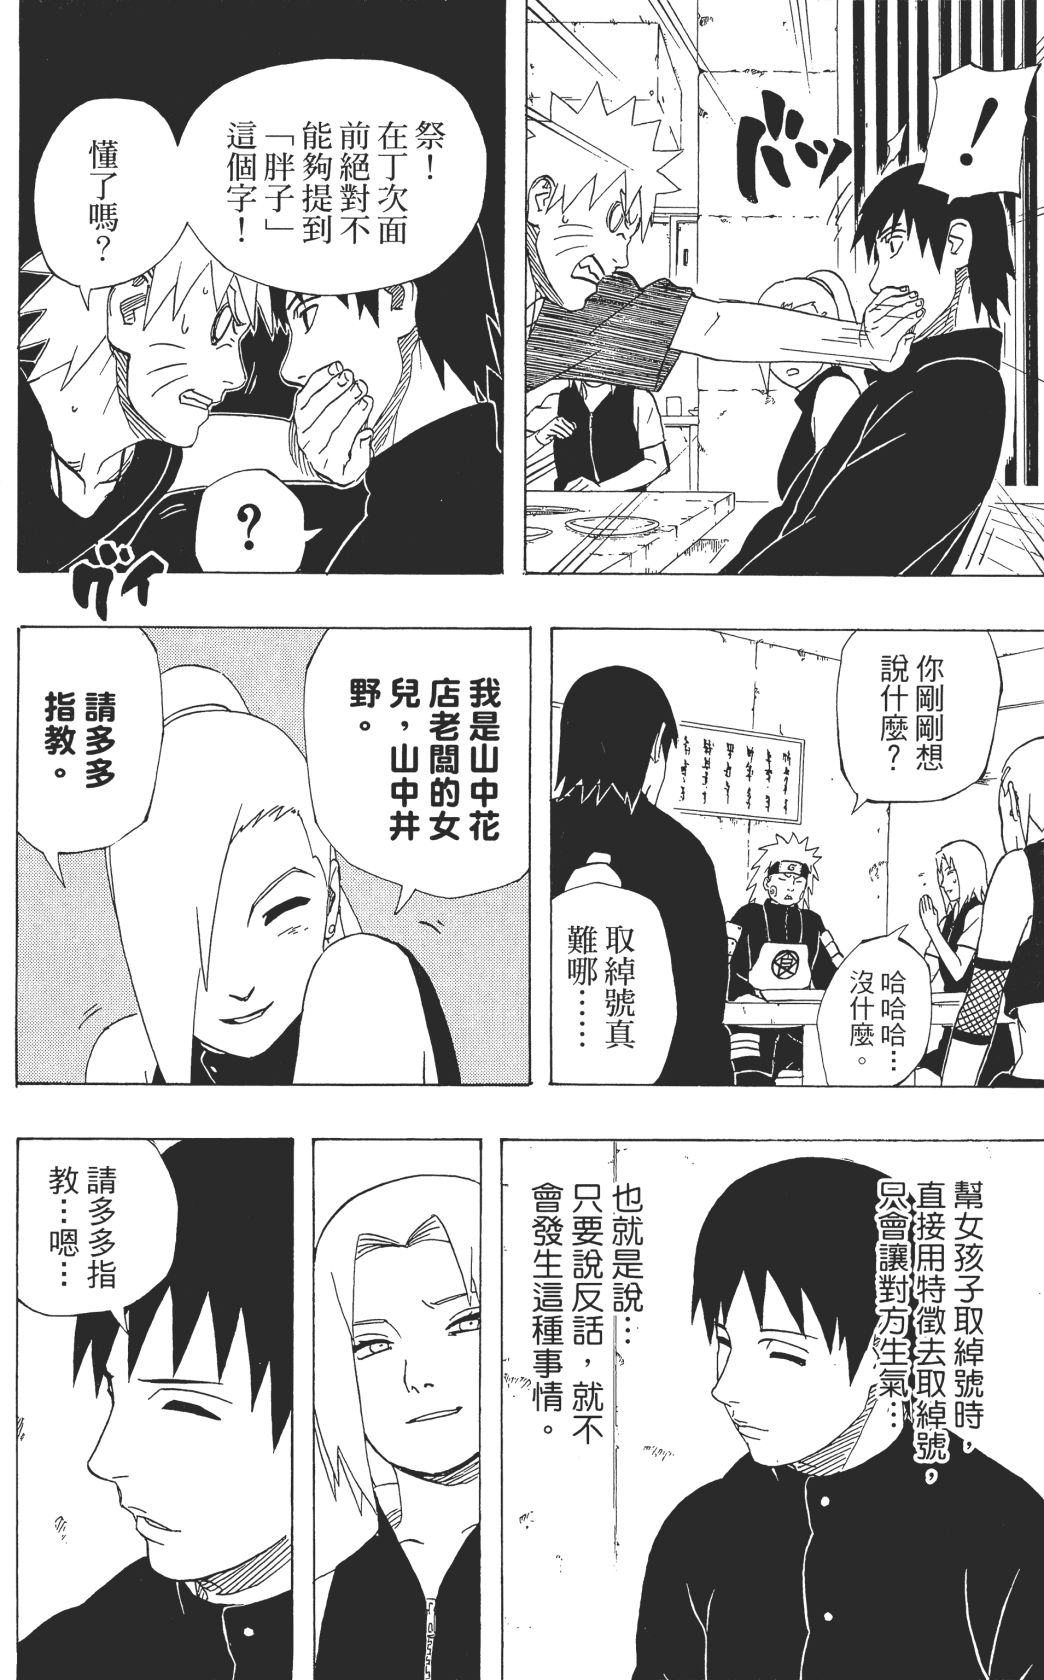 !
ドッ
祭！
在丁次面
前絕對不
能夠提到
「胖子」
這個字！
懂了嗎？
？
グイ
你剛剛想
說什麼？
哈哈哈…
沒什麼。
取綽號真
難哪……
我是山中花
店老闆的女
兒，山中井
野。
請多多
指教。
幫女孩子取綽號時，
直接用特徵去取綽號，
只會讓對方生氣…
也就是說…
只要說反話，就不
會發生這種事情。
請多多指
教…嗯…